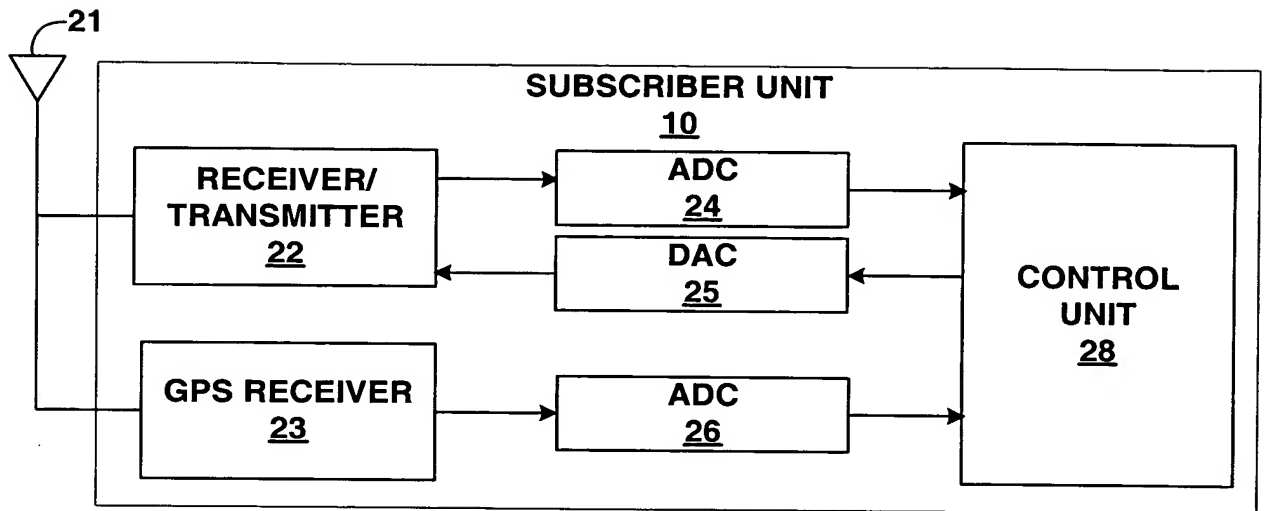 21
SUBSCRIBER UNIT
10
RECEIVER/
TRANSMITTER
22
ADC
24
DAC
25
GPS RECEIVER
23
ADC
26
CONTROL
UNIT
28